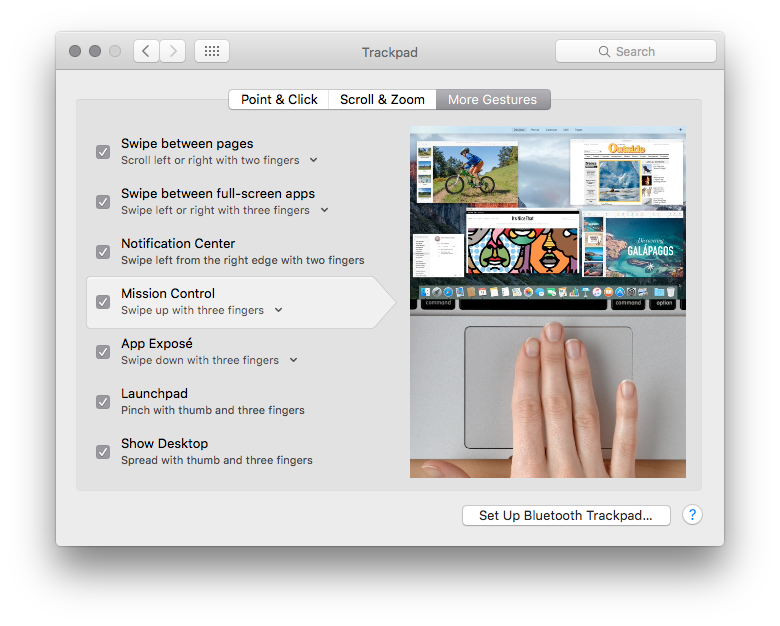 Trackpad
Search
Point & Click
Scroll & Zoom
More Gestures
Swipe between pages
Scroll left or right with two fingers
Swipe between full-screen apps
Swipe left or right with three fingers
Notification Center
Swipe left from the right edge with two fingers
Mission Control
Swipe up with three fingers
App Exposé
Swipe down with three fingers
Launchpad
Pinch with thumb and three fingers
Show Desktop
Spread with thumb and three fingers
Outside
It's Nice That
Discovering
GALÁPAGOS
command
command
option
Set Up Bluetooth Trackpad...
?